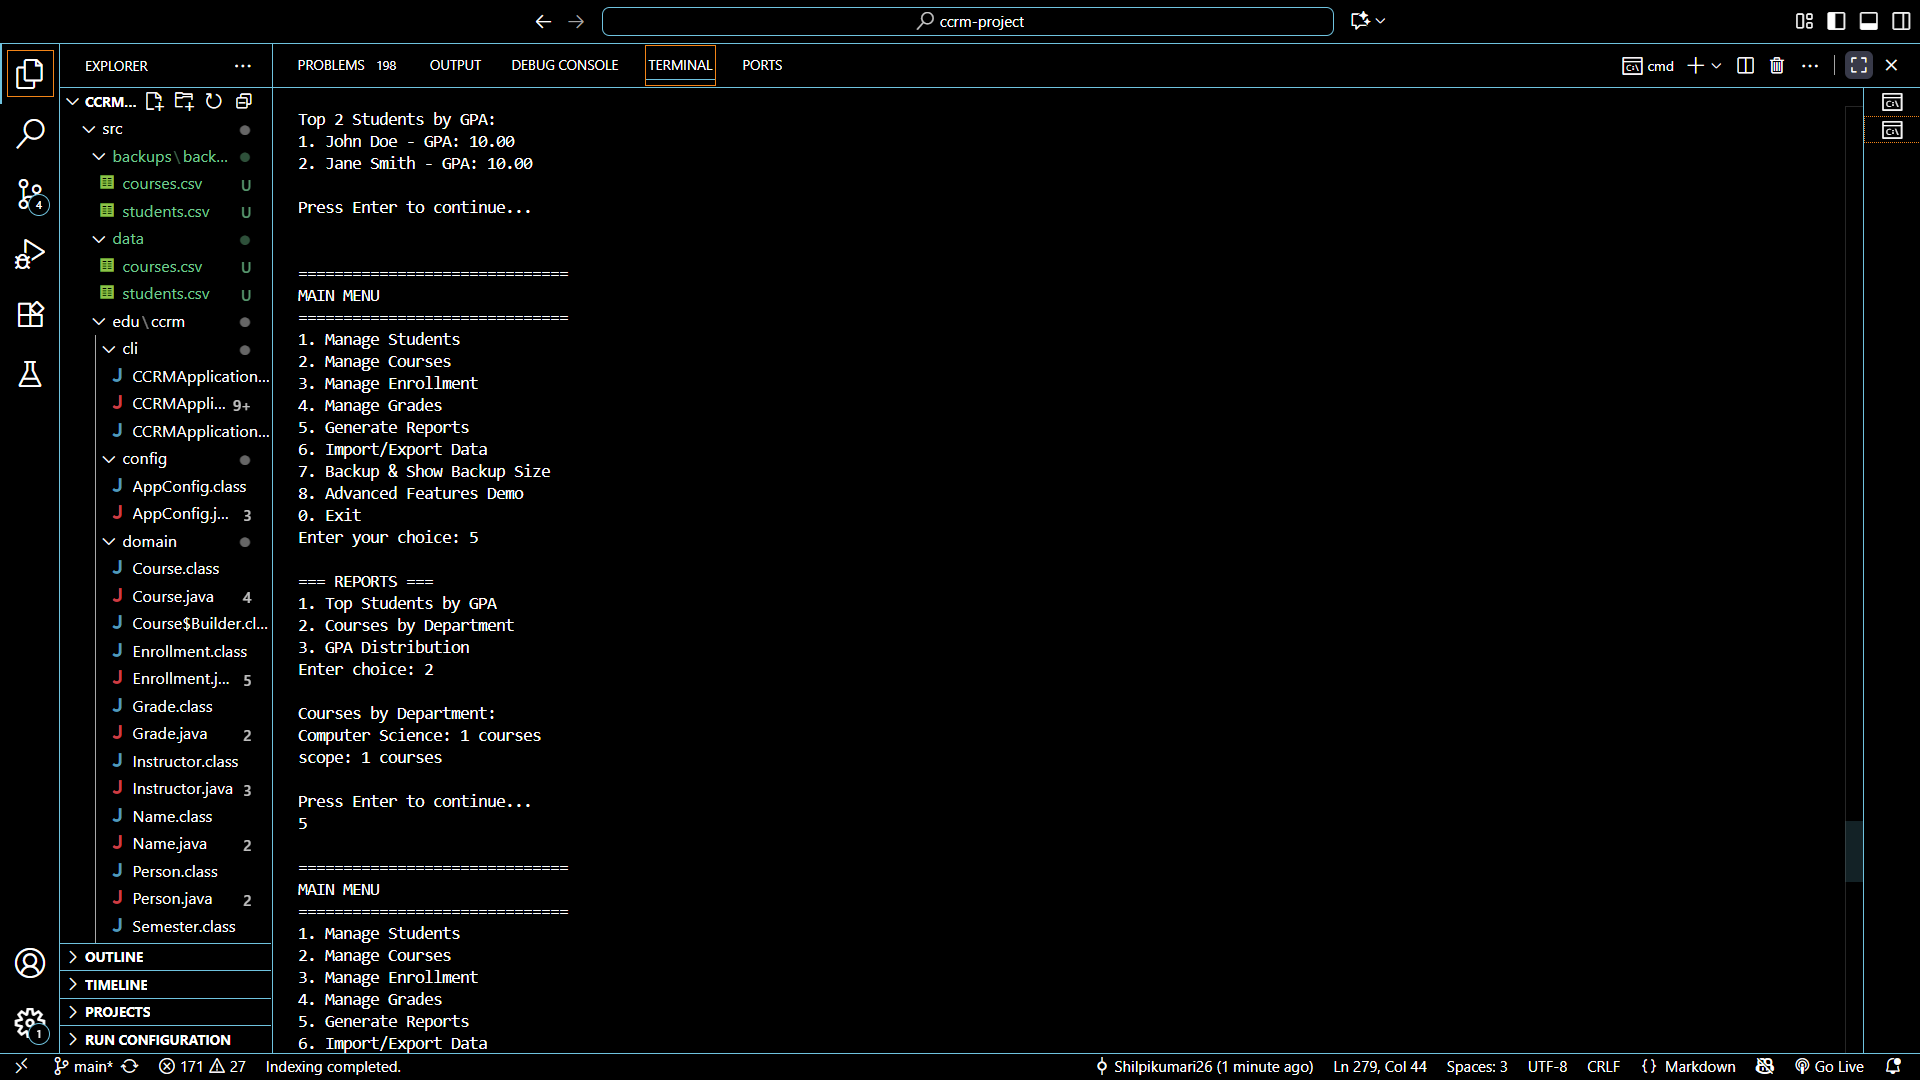 ccrm-project
EXPLORER
PROBLEMS 198 OUTPUT DEBUG CONSOLE TERMINAL PORTS
cmd
CCRM...
src
backups\back...
courses.csv U
students.csv U
data
courses.csv U
students.csv U
edu\ccrm
cli
CCRMApplication...
CCRMAppli... 9+
CCRMApplication...
config
AppConfig.class
AppConfig.j... 3
domain
Course.class
Course.java 4
Course$Builder.cl...
Enrollment.class
Enrollment.j... 5
Grade.class
Grade.java 2
Instructor.class
Instructor.java 3
Name.class
Name.java 2
Person.class
Person.java 2
Semester.class
OUTLINE
TIMELINE
PROJECTS
RUN CONFIGURATION
4
1
Top 2 Students by GPA:
1. John Doe - GPA: 10.00
2. Jane Smith - GPA: 10.00
Press Enter to continue...
==============================
MAIN MENU
==============================
1. Manage Students
2. Manage Courses
3. Manage Enrollment
4. Manage Grades
5. Generate Reports
6. Import/Export Data
7. Backup & Show Backup Size
8. Advanced Features Demo
0. Exit
Enter your choice: 5
=== REPORTS ===
1. Top Students by GPA
2. Courses by Department
3. GPA Distribution
Enter choice: 2
Courses by Department:
Computer Science: 1 courses
scope: 1 courses
Press Enter to continue...
5
==============================
MAIN MENU
==============================
1. Manage Students
2. Manage Courses
3. Manage Enrollment
4. Manage Grades
5. Generate Reports
6. Import/Export Data
main* 171 27 Indexing completed. Shilpikumari26 (1 minute ago) Ln 279, Col 44 Spaces: 3 UTF-8 CRLF {} Markdown Go Live